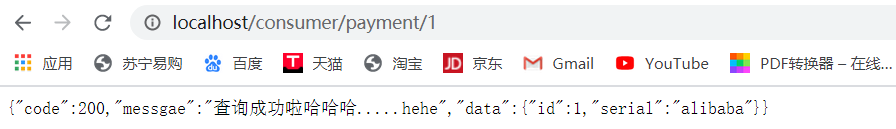 localhost/consumer/payment/1
应用 苏宁易购 百度 天猫 淘宝 JD 京东 Gmail YouTube PDF转换器 – 在线...
{"code":200,"messgae":"查询成功啦哈哈哈.....hehe","data":{"id":1,"serial":"alibaba"}}